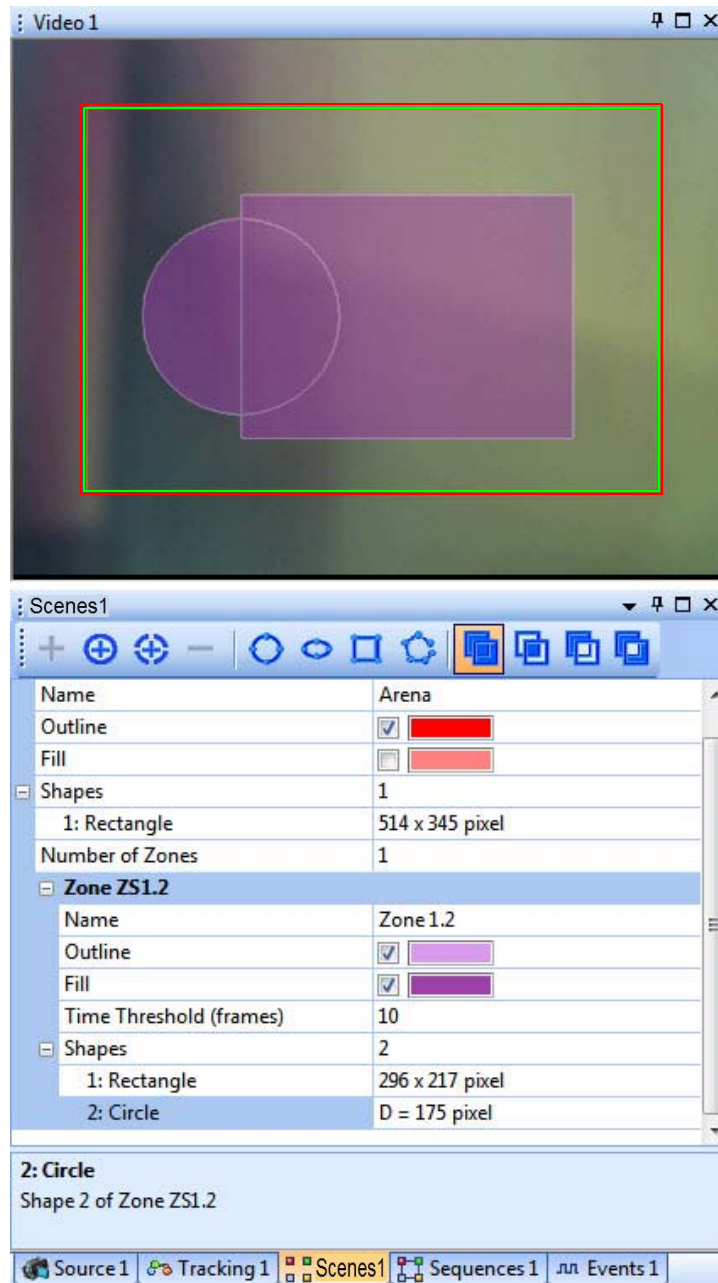 Video 1
Scenes1
Name Arena
Outline
Fill
Shapes 1
1: Rectangle 514 x 345 pixel
Number of Zones 1
Zone ZS1.2
Name Zone 1.2
Outline
Fill
Time Threshold (frames) 10
Shapes 2
1: Rectangle 296 x 217 pixel
2: Circle D = 175 pixel
2: Circle
Shape 2 of Zone ZS1.2
Source 1 Tracking 1 Scenes1 Sequences 1 Events 1